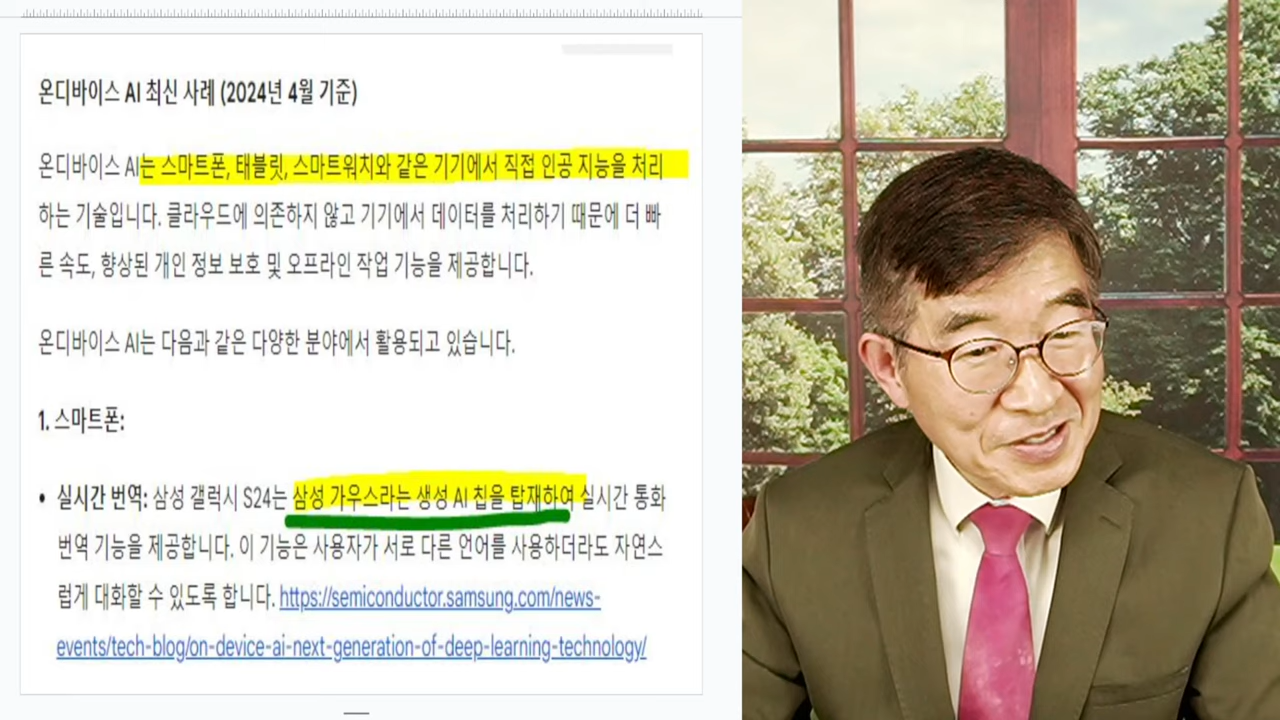 온디바이스 AI 최신 사례 (2024년 4월 기준)
온디바이스 AI는 스마트폰, 태블릿, 스마트워치와 같은 기기에서 직접 인공 지능을 처리
하는 기술입니다. 클라우드에 의존하지 않고 기기에서 데이터를 처리하기 때문에 더 빠
른 속도, 향상된 개인 정보 보호 및 오프라인 작업 기능을 제공합니다.
온디바이스 AI는 다음과 같은 다양한 분야에서 활용되고 있습니다.
1. 스마트폰:
• 실시간 번역: 삼성 갤럭시 S24는 삼성 가우스라는 생성 AI 칩을 탑재하여 실시간 통화
번역 기능을 제공합니다. 이 기능은 사용자가 서로 다른 언어를 사용하더라도 자연스
럽게 대화할 수 있도록 합니다. https://semiconductor.samsung.com/news-
events/tech-blog/on-device-ai-next-generation-of-deep-learning-technology/